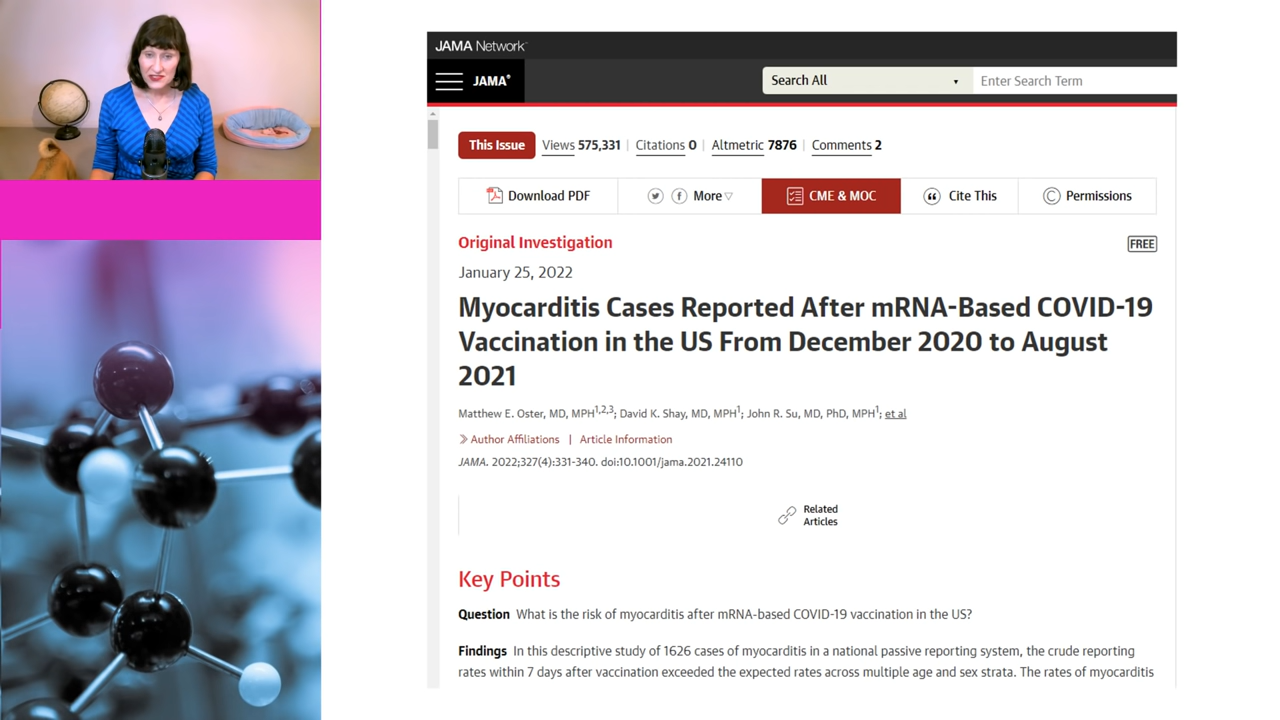 JAMA Network™
JAMA®
Search All
Enter Search Term
This Issue Views 575,331 | Citations 0 | Altmetric 7876 | Comments 2
Download PDF More CME & MOC Cite This Permissions
Original Investigation FREE
January 25, 2022
Myocarditis Cases Reported After mRNA-Based COVID-19
Vaccination in the US From December 2020 to August
2021
Matthew E. Oster, MD, MPH1,2,3; David K. Shay, MD, MPH1; John R. Su, MD, PhD, MPH1; et al
Author Affiliations | Article Information
JAMA. 2022;327(4):331-340. doi:10.1001/jama.2021.24110
Related
Articles
Key Points
Question What is the risk of myocarditis after mRNA-based COVID-19 vaccination in the US?
Findings In this descriptive study of 1626 cases of myocarditis in a national passive reporting system, the crude reporting
rates within 7 days after vaccination exceeded the expected rates across multiple age and sex strata. The rates of myocarditis